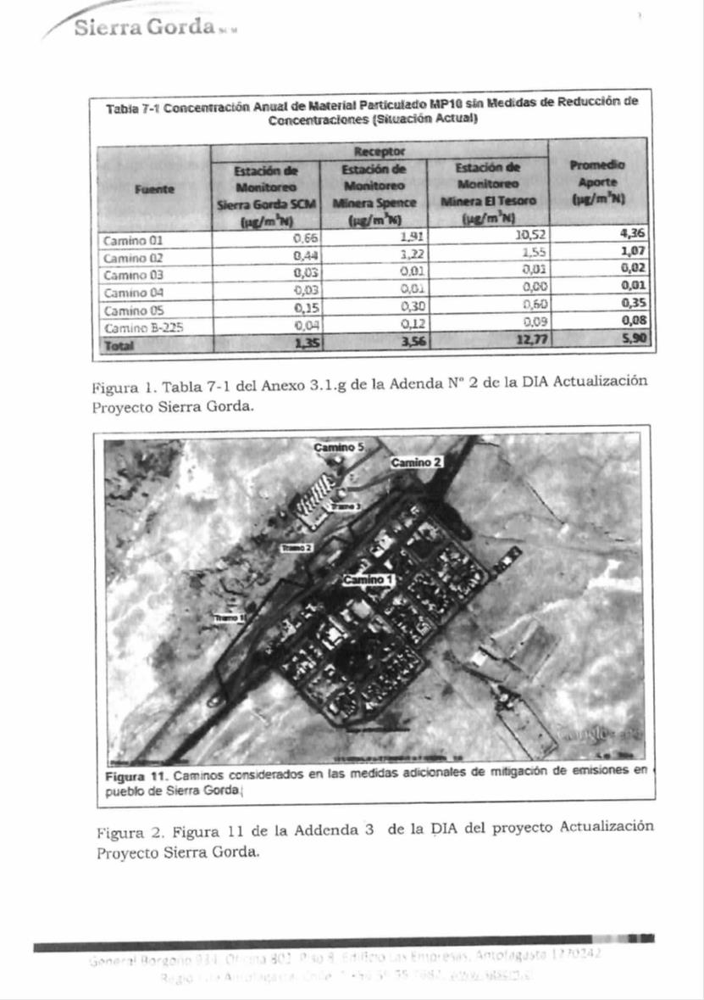 Sierra Gorda SCM
Tabla 7-1 Concentración Anual de Material Particulado MP10 sin Medidas de Reducción de
Concentraciones (Situación Actual)
Fuente
Receptor
Promedio
Aporte
(µg/m³N)
Estación de
Monitoreo
Sierra Gorda SCM
(µg/m³N)
Estación de
Monitoreo
Minera Spence
(µg/m³N)
Estación de
Monitoreo
Minera El Tesoro
(µg/m³N)
Camino 01 0,66 1,91 10,52 4,36
Camino 02 0,44 1,22 1,55 1,07
Camino 03 0,03 0,01 0,01 0,02
Camino 04 0,03 0,01 0,00 0,01
Camino 05 0,15 0,30 0,60 0,35
Camino B-225 0,04 0,12 0,09 0,08
Total 1,35 3,56 12,77 5,90
Figura 1. Tabla 7-1 del Anexo 3.1.g de la Adenda N° 2 de la DIA Actualización
Proyecto Sierra Gorda.
Camino 5
Camino 2
Tramo 3
Tramo 2
Camino 1
Tramo 1
Google
Figura 11. Caminos considerados en las medidas adicionales de mitigación de emisiones en
pueblo de Sierra Gorda.
Figura 2. Figura 11 de la Addenda 3 de la DIA del proyecto Actualización
Proyecto Sierra Gorda.
General Borgoño 934, Oficina 802, Piso 8, Edificio Las Empresas, Antofagasta 1270242
Antofagasta, Chile